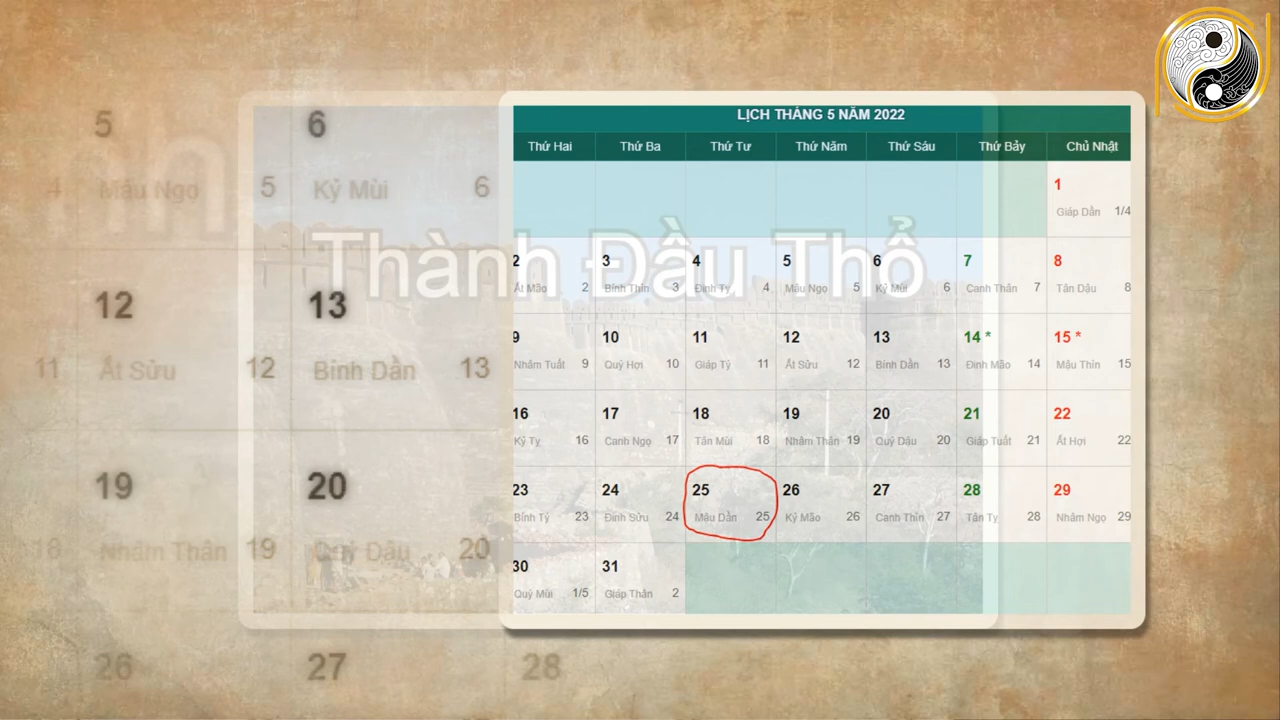 LỊCH THÁNG 5 NĂM 2022
Thứ Hai Thứ Ba Thứ Tư Thứ Năm Thứ Sáu Thứ Bảy Chủ Nhật
1
Giáp Dần 1/4
Thành Đầu Thổ
2 3 4 5 6 7 8
Ất Mão 2 Bính Thìn 3 Đinh Tỵ 4 Mậu Ngọ 5 Kỷ Mùi 6 Canh Thân 7 Tân Dậu 8
9 10 11 12 13 14 * 15 *
Nhâm Tuất 9 Quý Hợi 10 Giáp Tý 11 Ất Sửu 12 Bính Dần 13 Đinh Mão 14 Mậu Thìn 15
16 17 18 19 20 21 22
Kỷ Tỵ 16 Canh Ngọ 17 Tân Mùi 18 Nhâm Thân 19 Quý Dậu 20 Giáp Tuất 21 Ất Hợi 22
23 24 25 26 27 28 29
Bính Tý 23 Đinh Sửu 24 Mậu Dần 25 Kỷ Mão 26 Canh Thìn 27 Tân Tỵ 28 Nhâm Ngọ 29
30 31
Quý Mùi 1/5 Giáp Thân 2
5 6
4 Mậu Ngọ 5 Kỷ Mùi 6
12 13
11 Ất Sửu 12 Bính Dần 13
19 20
18 Nhâm Thân 19 Quý Dậu 20
26 27 28